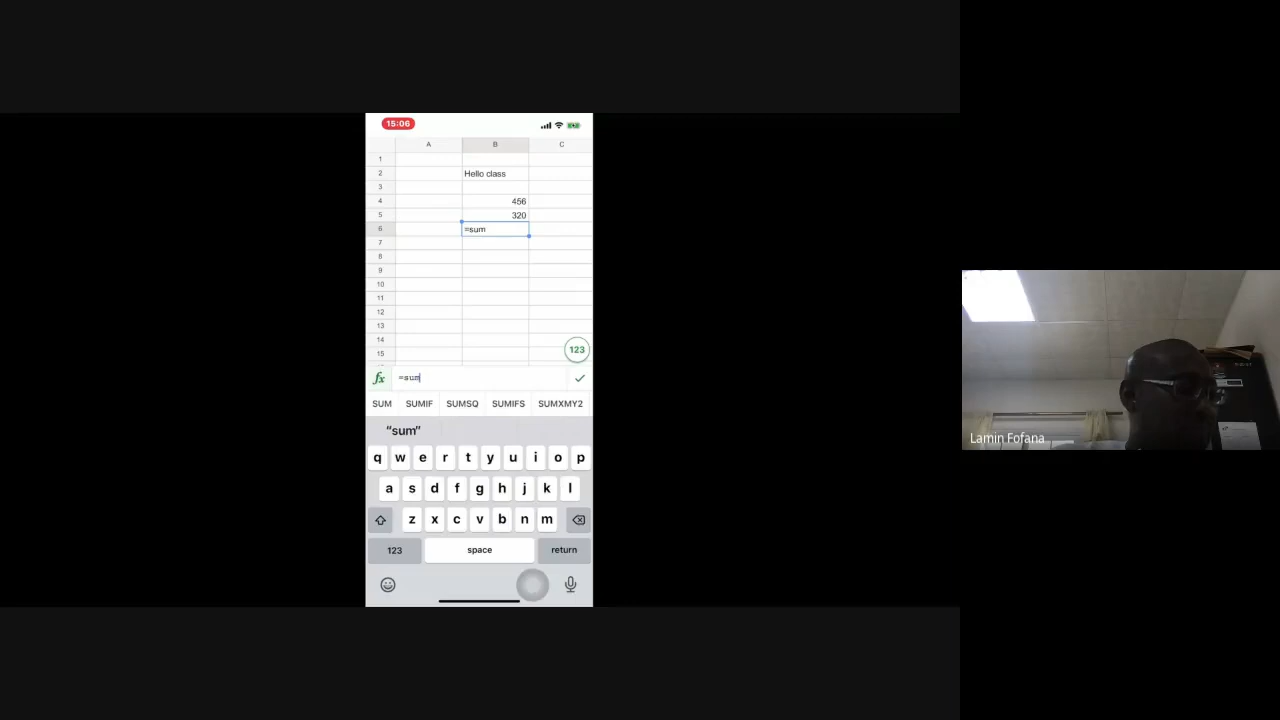 15:06
A B C
1
2 Hello class
3
4 456
5 320
6 =sum
7
8
9
10
11
12
13
14
15
123
fx =sum
SUM SUMIF SUMSQ SUMIFS SUMXMY2
“sum”
q w e r t y u i o p
a s d f g h j k l
z x c v b n m
123 space return
Lamin Fofana